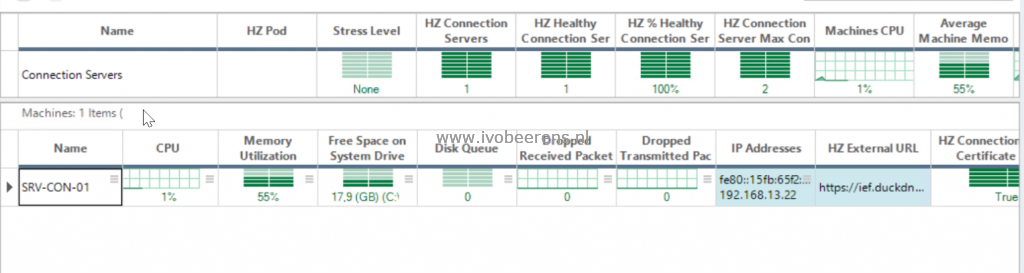 Name
HZ Pod
Stress Level
HZ Connection
Servers
HZ Healthy
Connection Ser
HZ % Healthy
Connection Ser
HZ Connection
Server Max Con
Machines CPU
Average
Machine Memo
Connection Servers
None
1
1
100%
2
1%
55%
Machines: 1 Items (
www.ivobeerens.nl
Name
CPU
Memory
Utilization
Free Space on
System Drive
Disk Queue
Dropped
Received Packet
Dropped
Transmitted Pac
IP Addresses
HZ External URL
HZ Connection
Certificate
SRV-CON-01
1%
55%
17,9 (GB) (C:\
0
0
0
fe80::15fb:65f2:...
192.168.13.22
https://ief.duckdn...
True